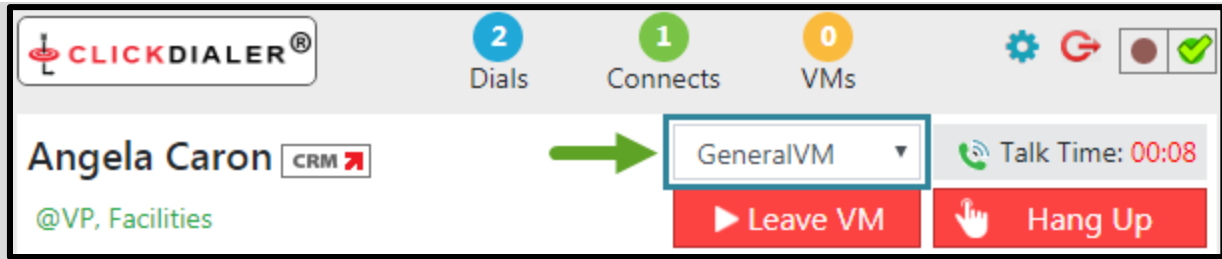 CLICKDIALER®
2 1 0
Dials Connects VMs
Angela Caron CRM GeneralVM Talk Time: 00:08
@VP, Facilities Leave VM Hang Up